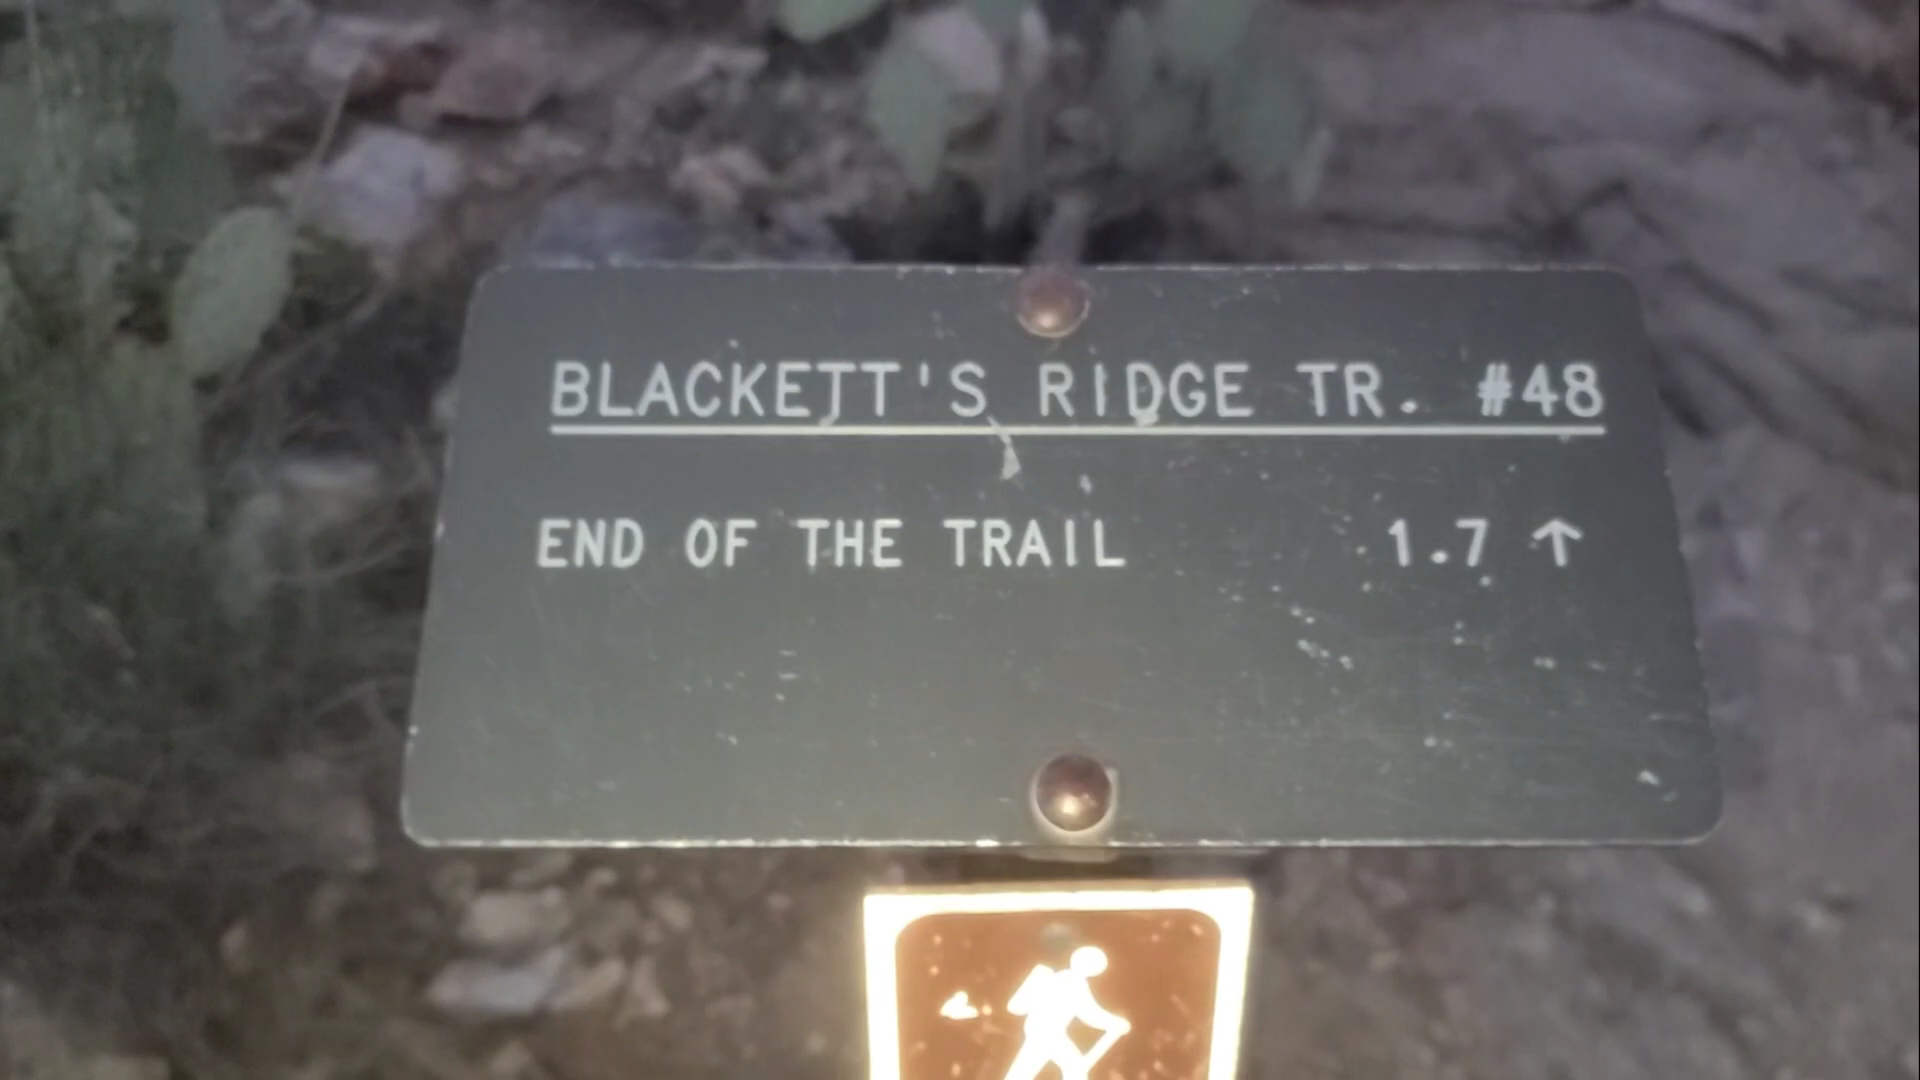 BLACKETT'S RIDGE TR. #48
END OF THE TRAIL 1.7 ↑